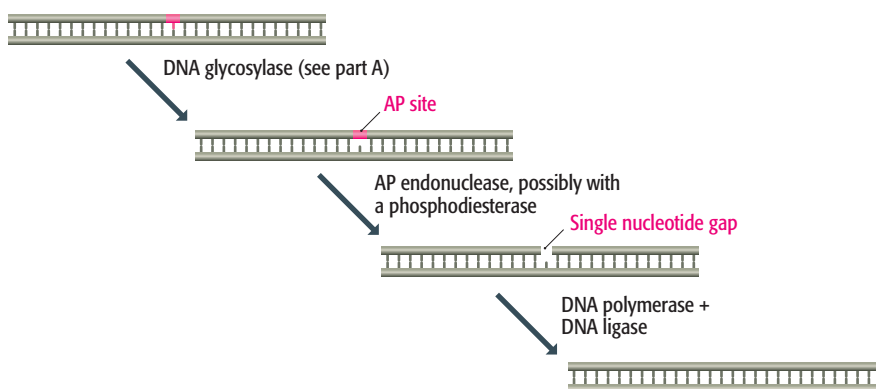 DNA glycosylase (see part A)
AP site
AP endonuclease, possibly with
a phosphodiesterase
Single nucleotide gap
DNA polymerase +
DNA ligase